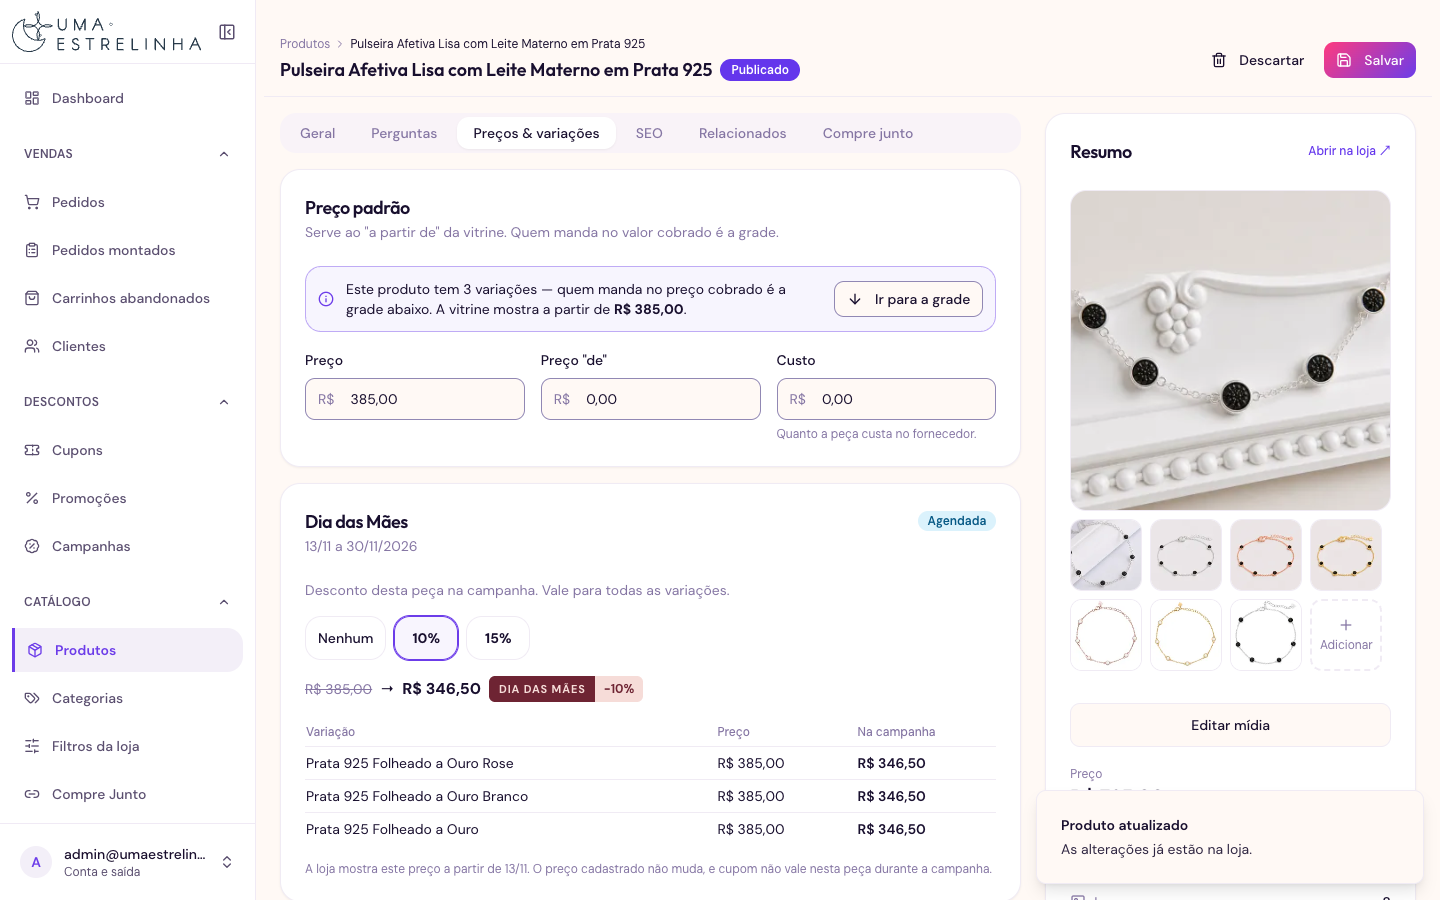 UMA
ESTRELINHA
Dashboard
VENDAS
Pedidos
Pedidos montados
Carrinhos abandonados
Clientes
DESCONTOS
Cupons
Promoções
Campanhas
CATÁLOGO
Produtos
Categorias
Filtros da loja
Compre Junto
A
admin@umaestrelin...
Conta e saída
Produtos > Pulseira Afetiva Lisa com Leite Materno em Prata 925
Pulseira Afetiva Lisa com Leite Materno em Prata 925 Publicado
Descartar Salvar
Geral Perguntas Preços & variações SEO Relacionados Compre junto
Preço padrão
Serve ao "a partir de" da vitrine. Quem manda no valor cobrado é a grade.
Este produto tem 3 variações — quem manda no preço cobrado é a
grade abaixo. A vitrine mostra a partir de R$ 385,00.
Ir para a grade
Preço Preço "de" Custo
R$ 385,00 R$ 0,00 R$ 0,00
Quanto a peça custa no fornecedor.
Dia das Mães Agendada
13/11 a 30/11/2026
Desconto desta peça na campanha. Vale para todas as variações.
Nenhum 10% 15%
R$ 385,00 → R$ 346,50 DIA DAS MÃES -10%
Variação Preço Na campanha
Prata 925 Folheado a Ouro Rose R$ 385,00 R$ 346,50
Prata 925 Folheado a Ouro Branco R$ 385,00 R$ 346,50
Prata 925 Folheado a Ouro R$ 385,00 R$ 346,50
A loja mostra este preço a partir de 13/11. O preço cadastrado não muda, e cupom não vale nesta peça durante a campanha.
Resumo Abrir na loja ↗
Adicionar
Editar mídia
Preço
Produto atualizado
As alterações já estão na loja.